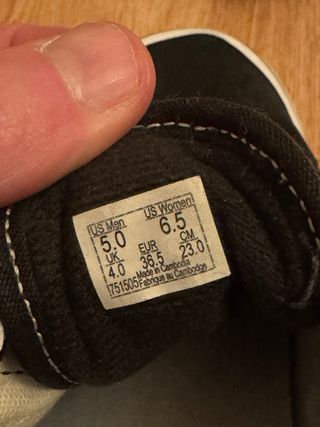 US Men US Women
5.0 6.5
UK EUR CM
4.0 36.5 23.0
Made in Cambodia
751505 Fabriqué au Cambodge